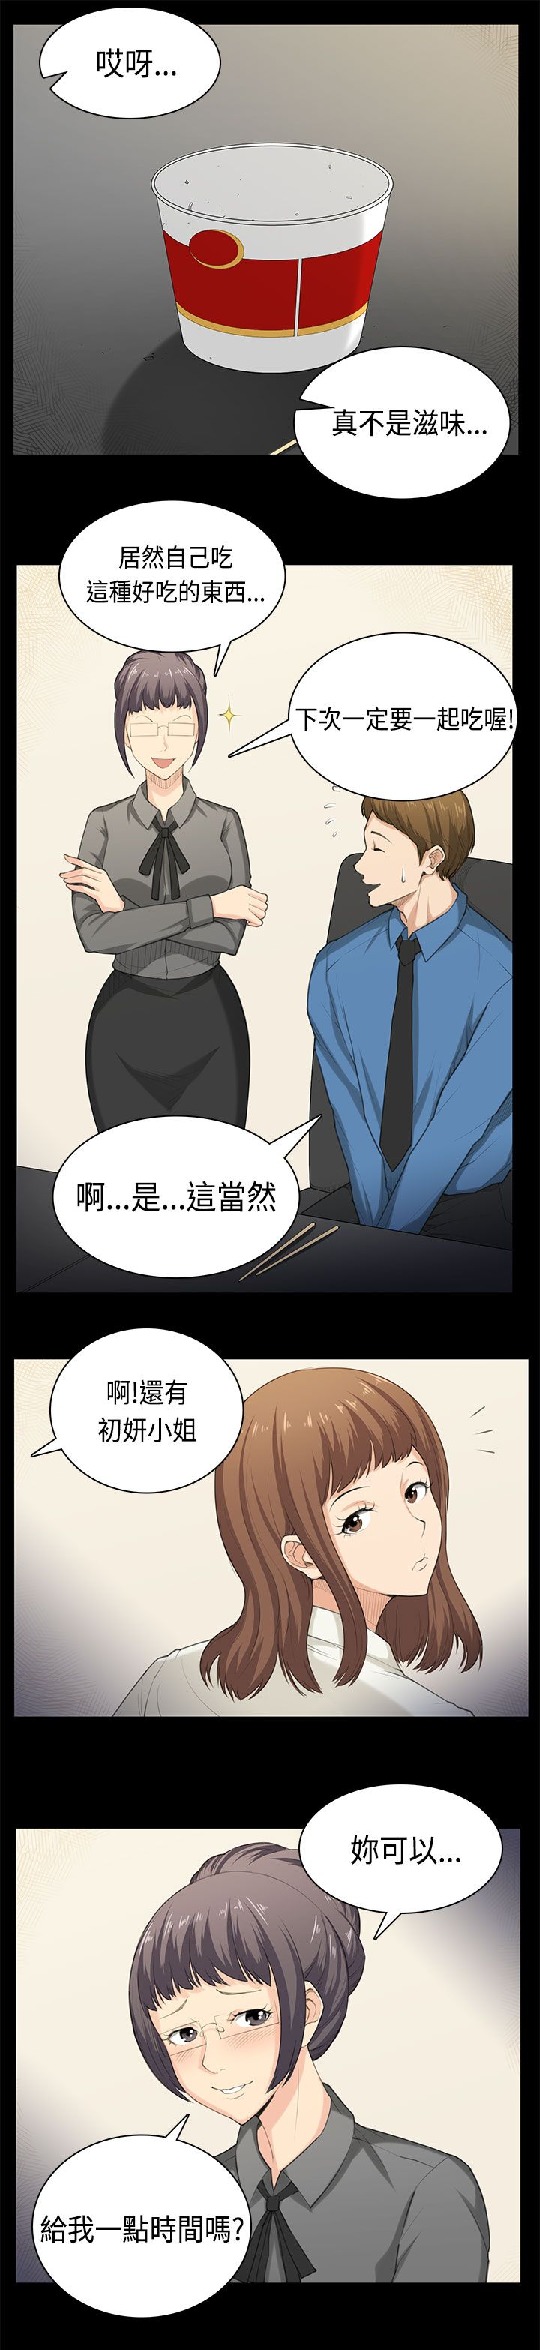 哎呀...
真不是滋味...
居然自己吃
這種好吃的東西...
下次一定要一起吃喔!
啊...是...這當然
啊!還有
初妍小姐
妳可以...
給我一點時間嗎?